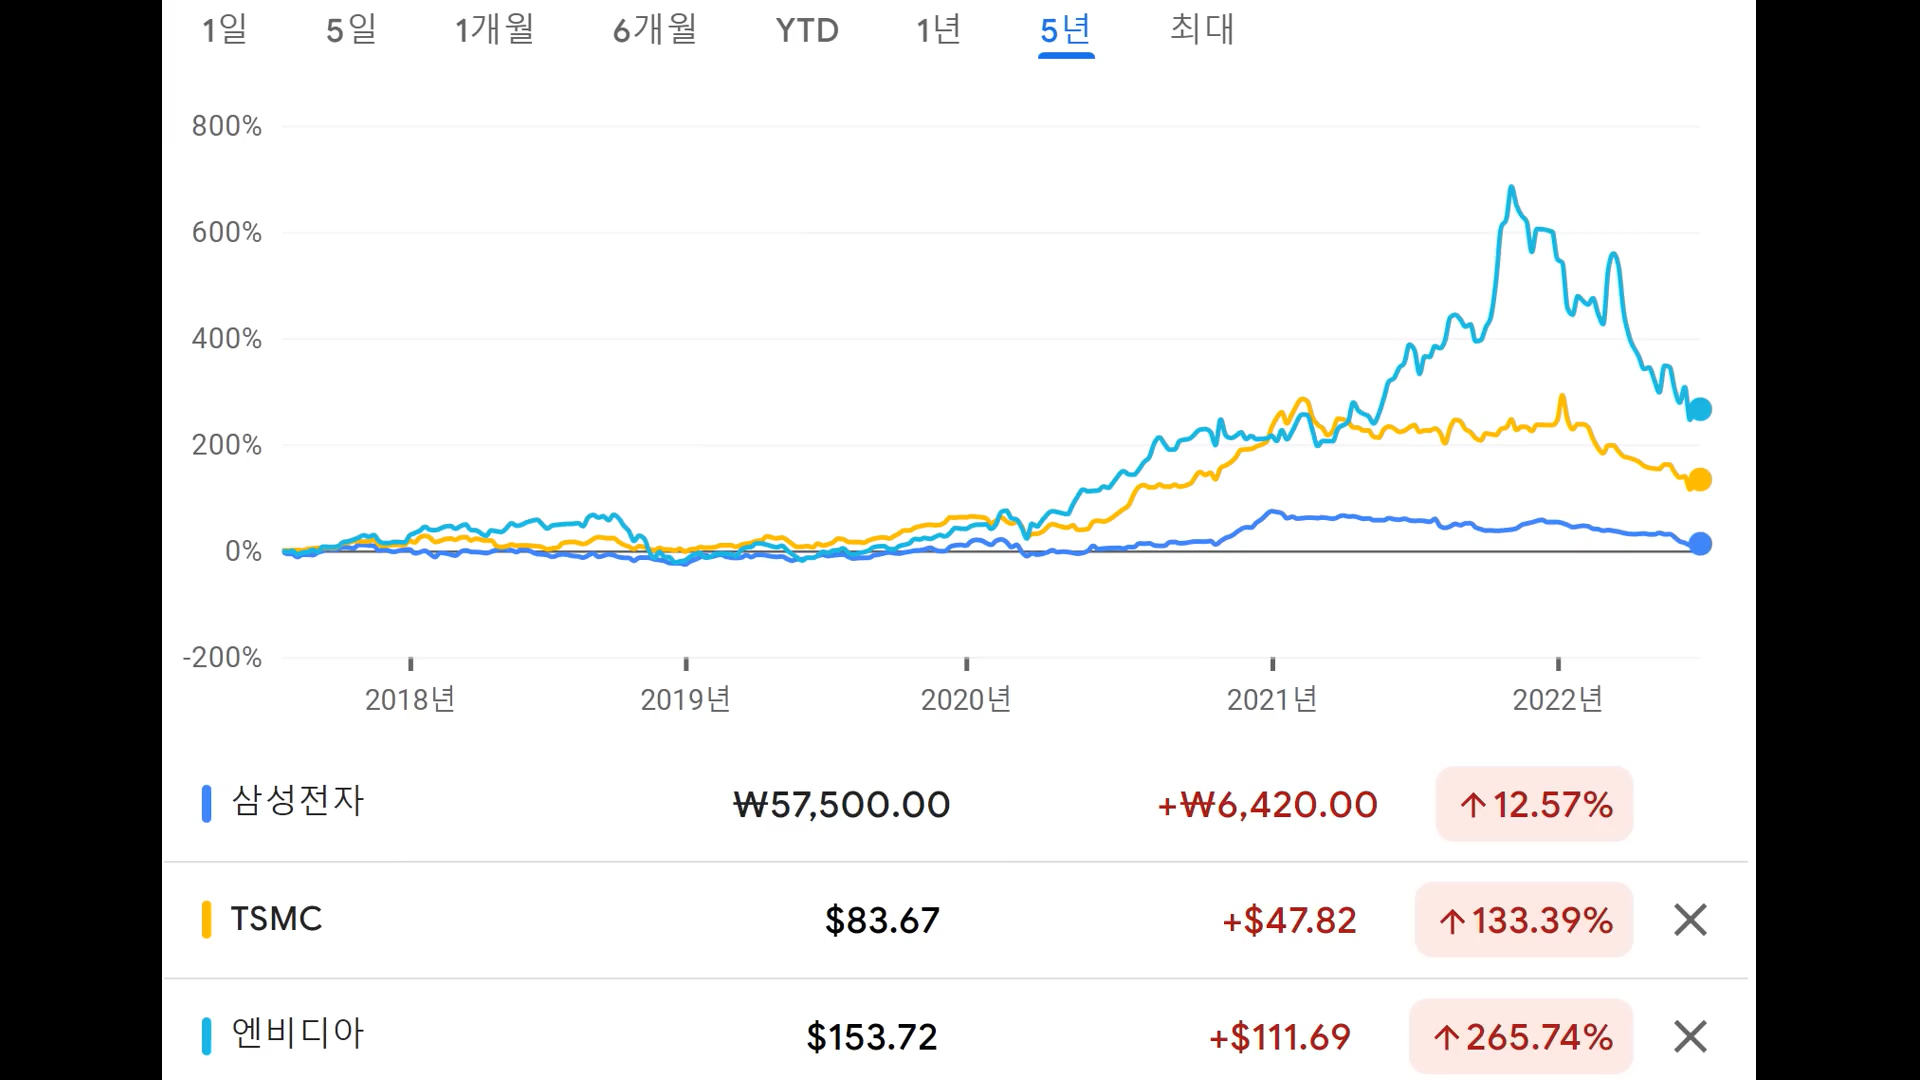 1일 5일 1개월 6개월 YTD 1년 5년 최대
800%
600%
400%
200%
0%
-200%
2018년 2019년 2020년 2021년 2022년
삼성전자 ₩57,500.00 +₩6,420.00 ↑12.57%
TSMC $83.67 +$47.82 ↑133.39%
엔비디아 $153.72 +$111.69 ↑265.74%